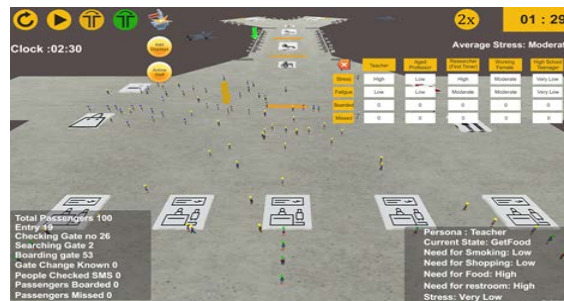 2x
01 : 29
Clock :02:30
Add Displays
Average Stress: Moderat
Teacher
Aged Professor
Researcher (First Timer)
Working Female
High School Teenager
Stress High Low High Moderate Very Low
Fatigue Low Low Moderate Moderate Very Low
Boarded 0 0 0 0 0
Missed 0 0 0 0 0
Total Passengers 100
Entry 19
Checking Gate no 26
Searching Gate 2
Boarding gate 53
Gate Change Known 0
People Checked SMS 0
Passengers Boarded 0
Passengers Missed 0
Persona : Teacher
Current State: GetFood
Need for Smoking: Low
Need for Shopping: Low
Need for Food: High
Need for restroom: High
Stress: Very Low